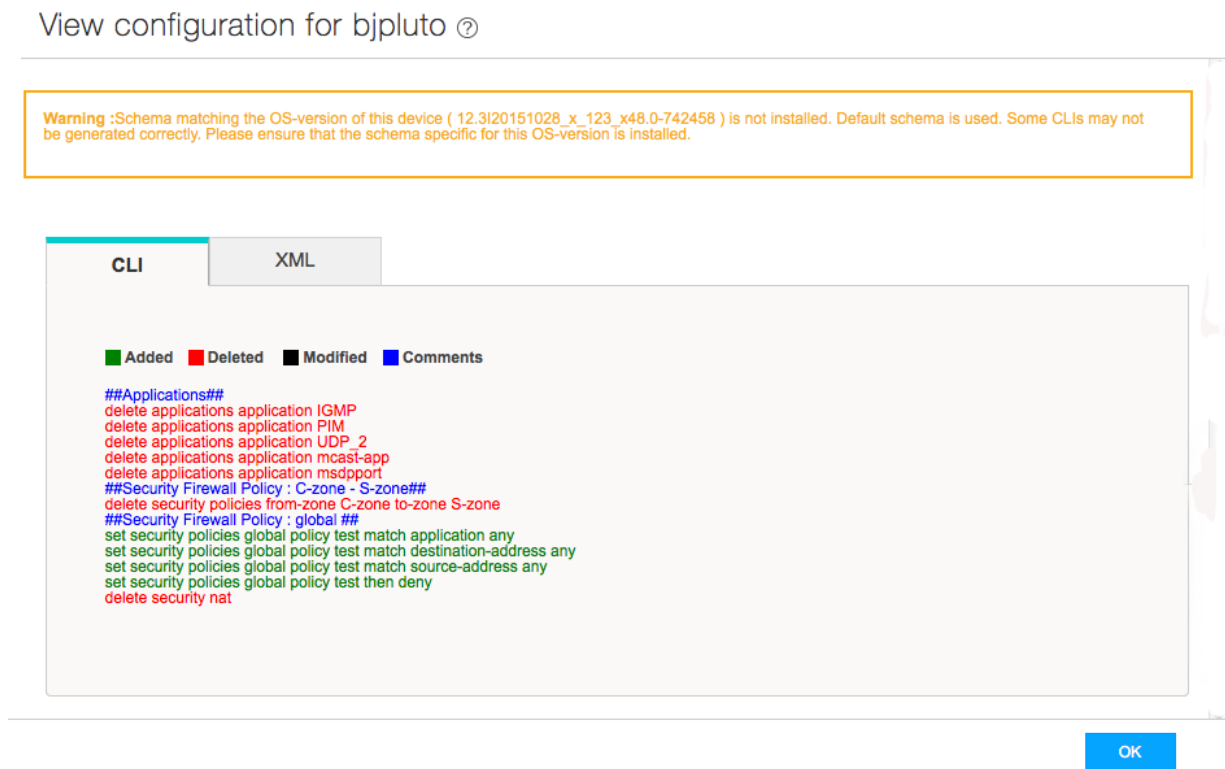 View configuration for bjpluto ?
Warning :Schema matching the OS-version of this device ( 12.3I20151028_x_123_x48.0-742458 ) is not installed. Default schema is used. Some CLIs may not
be generated correctly. Please ensure that the schema specific for this OS-version is installed.
CLI XML
Added Deleted Modified Comments
##Applications##
delete applications application IGMP
delete applications application PIM
delete applications application UDP_2
delete applications application mcast-app
delete applications application msdpport
##Security Firewall Policy : C-zone - S-zone##
delete security policies from-zone C-zone to-zone S-zone
##Security Firewall Policy : global ##
set security policies global policy test match application any
set security policies global policy test match destination-address any
set security policies global policy test match source-address any
set security policies global policy test then deny
delete security nat
OK